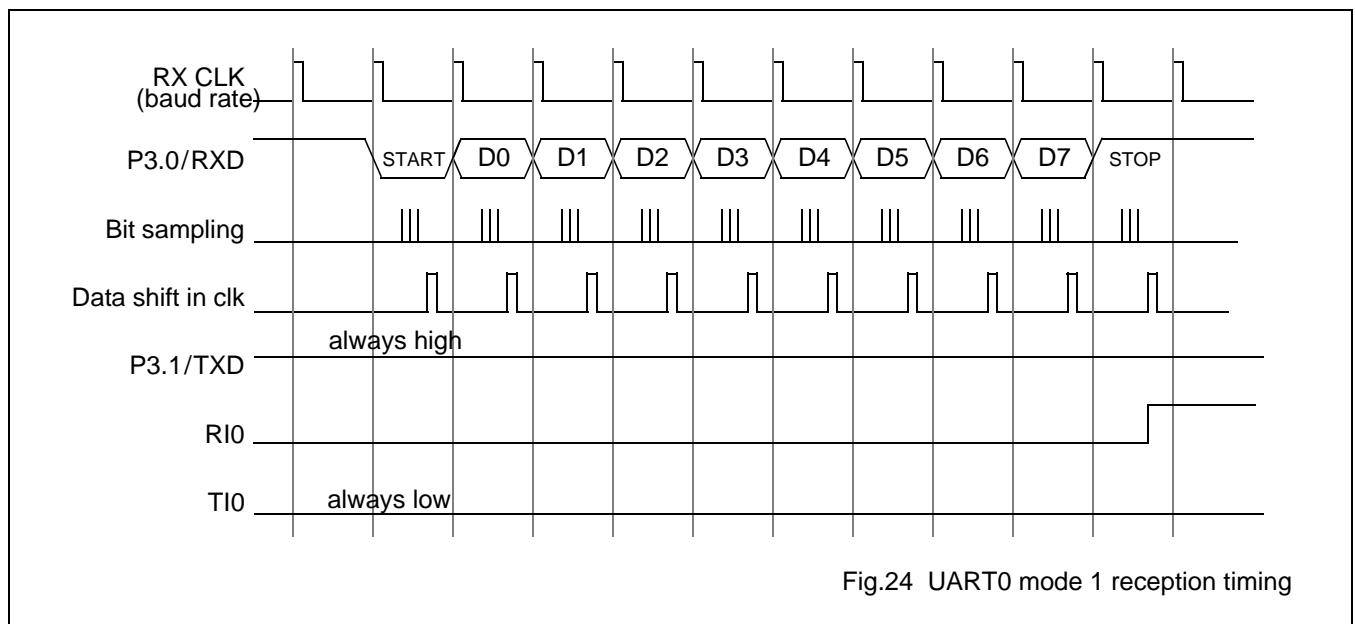 RX CLK
(baud rate)
P3.0/RXD
START D0 D1 D2 D3 D4 D5 D6 D7 STOP
Bit sampling
Data shift in clk
always high
P3.1/TXD
RI0
TI0
always low
Fig.24 UART0 mode 1 reception timing